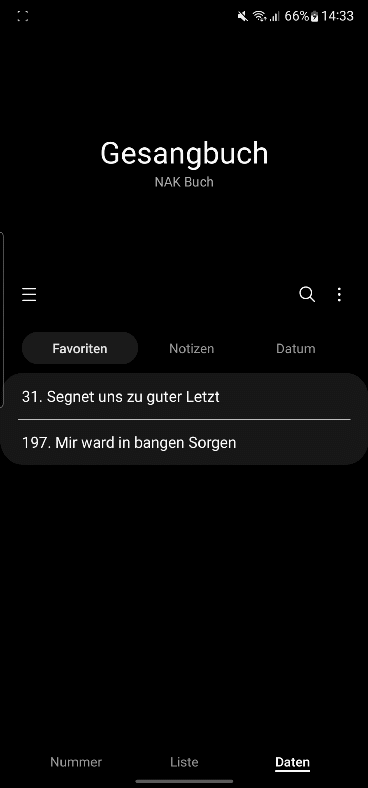 66% 14:33
Gesangbuch
NAK Buch
Favoriten Notizen Datum
31. Segnet uns zu guter Letzt
197. Mir ward in bangen Sorgen
Nummer Liste Daten